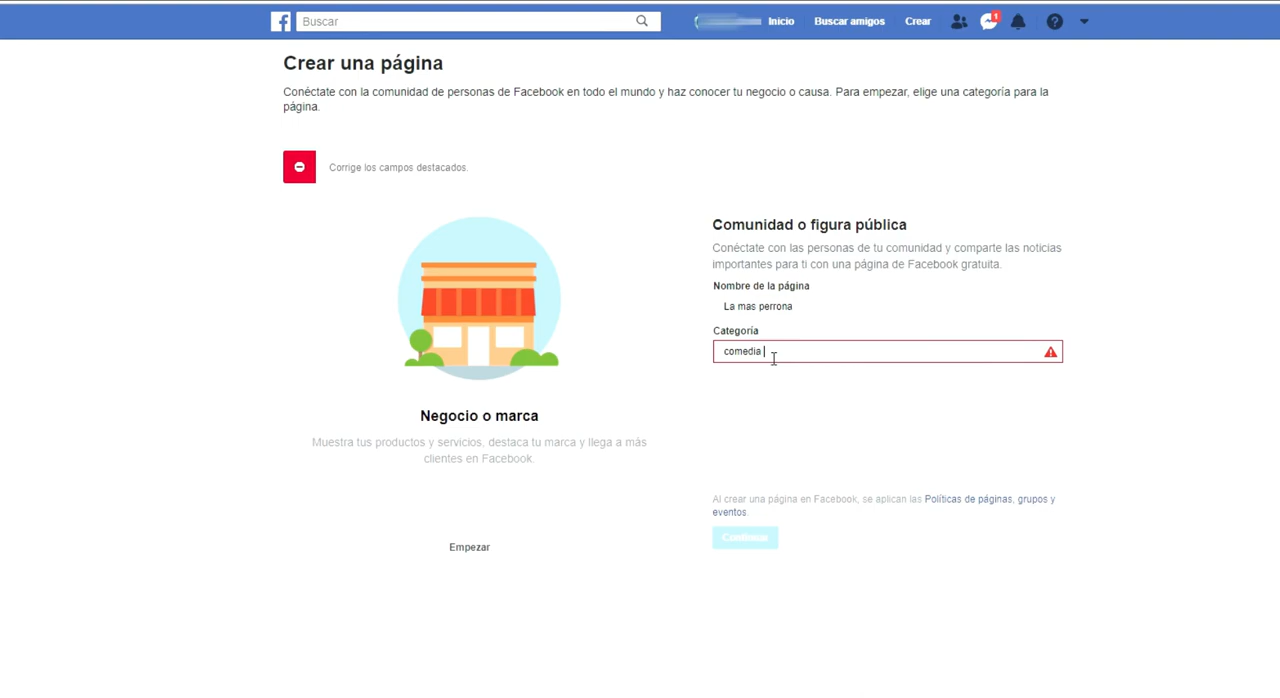 f
Buscar
Inicio
Buscar amigos
Crear
1
?
Crear una página
Conéctate con la comunidad de personas de Facebook en todo el mundo y haz conocer tu negocio o causa. Para empezar, elige una categoría para la
página.
Corrige los campos destacados.
Negocio o marca
Muestra tus productos y servicios, destaca tu marca y llega a más
clientes en Facebook.
Empezar
Comunidad o figura pública
Conéctate con las personas de tu comunidad y comparte las noticias
importantes para ti con una página de Facebook gratuita.
Nombre de la página
La mas perrona
Categoría
comedia
Al crear una página en Facebook, se aplican las Políticas de páginas, grupos y
eventos.
Continuar